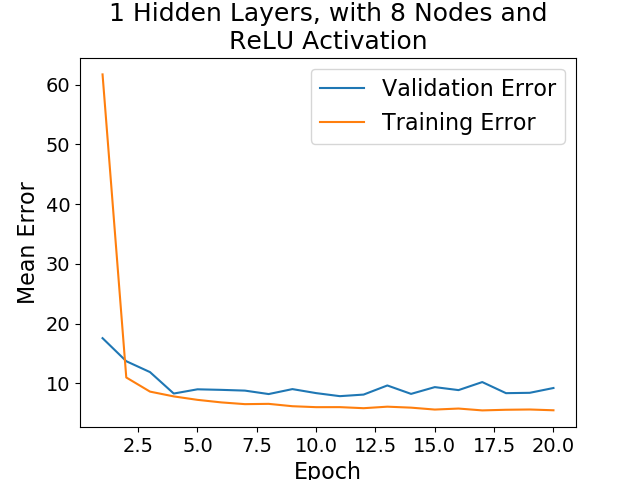 1 Hidden Layers, with 8 Nodes and
ReLU Activation
Validation Error
Training Error
Mean Error
60
50
40
30
20
10
2.5 5.0 7.5 10.0 12.5 15.0 17.5 20.0
Epoch